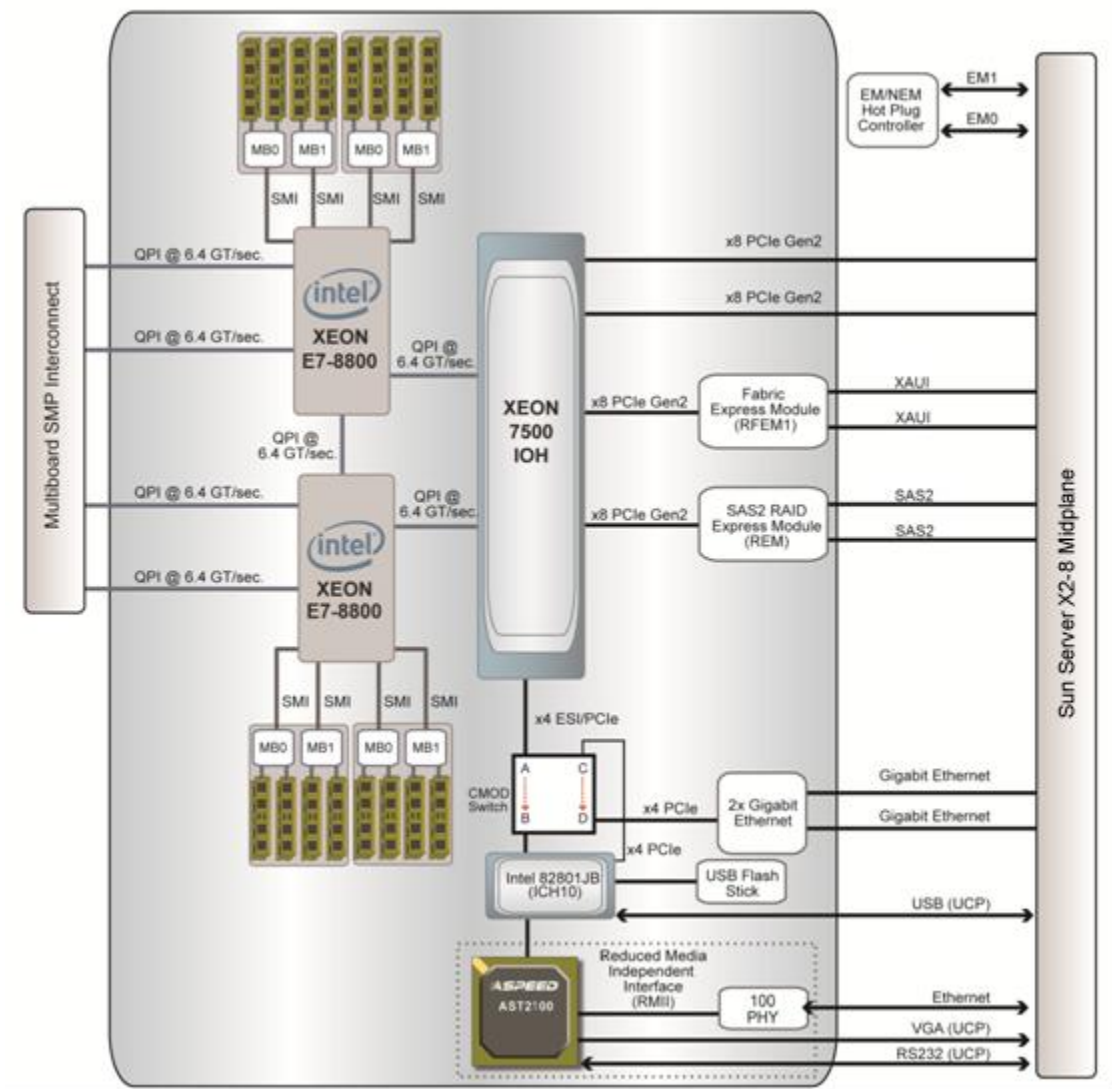 MB0
MB1
MB0
MB1
SMI
SMI
SMI
SMI
EM/NEM
Hot Plug
Controller
EM1
EM0
Multiboard SMP Interconnect
QPI @ 6.4 GT/sec.
QPI @ 6.4 GT/sec.
intel
XEON
E7-8800
QPI @
6.4 GT/sec.
QPI @
6.4 GT/sec.
QPI @ 6.4 GT/sec.
QPI @ 6.4 GT/sec.
intel
XEON
E7-8800
QPI @
6.4 GT/sec.
SMI
SMI
SMI
SMI
MB0
MB1
MB0
MB1
XEON
7500
IOH
x8 PCIe Gen2
x8 PCIe Gen2
x8 PCIe Gen2
Fabric
Express Module
(RFEM1)
XAUI
XAUI
x8 PCIe Gen2
SAS2 RAID
Express Module
(REM)
SAS2
SAS2
Sun Server X2-8 Midplane
x4 ESI/PCIe
CMOD
Switch
A
C
B
D
x4 PCIe
2x Gigabit
Ethernet
Gigabit Ethernet
Gigabit Ethernet
x4 PCIe
Intel 82801JB
(ICH10)
USB Flash
Stick
USB (UCP)
Reduced Media
Independent
Interface
(RMII)
ASPEED
AST2100
100
PHY
Ethernet
VGA (UCP)
RS232 (UCP)